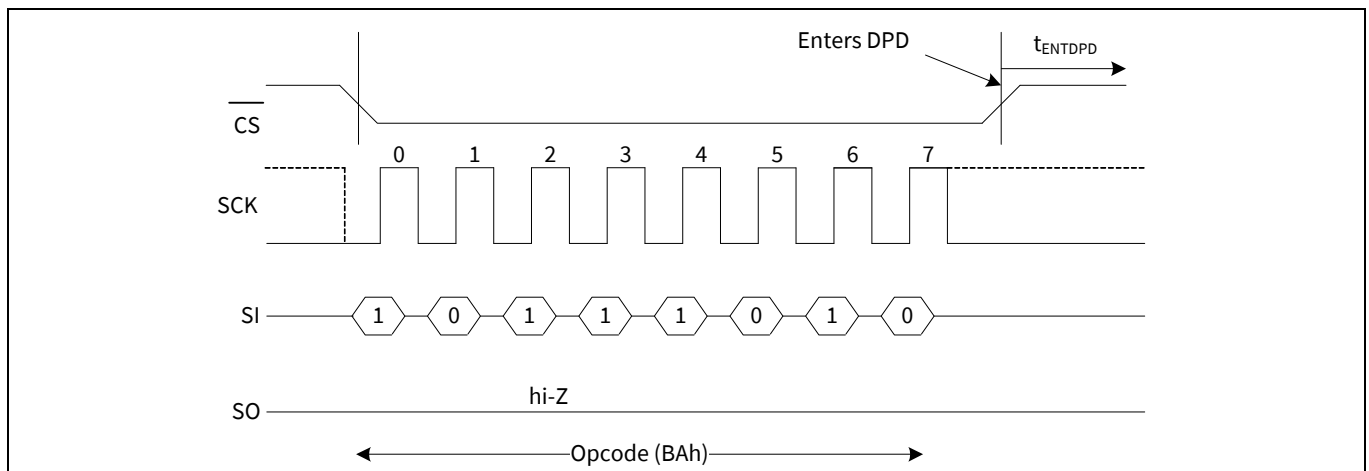 Enters DPD
tENTDPD
CS
0 1 2 3 4 5 6 7
SCK
SI 1 0 1 1 1 0 1 0
hi-Z
SO
Opcode (BAh)